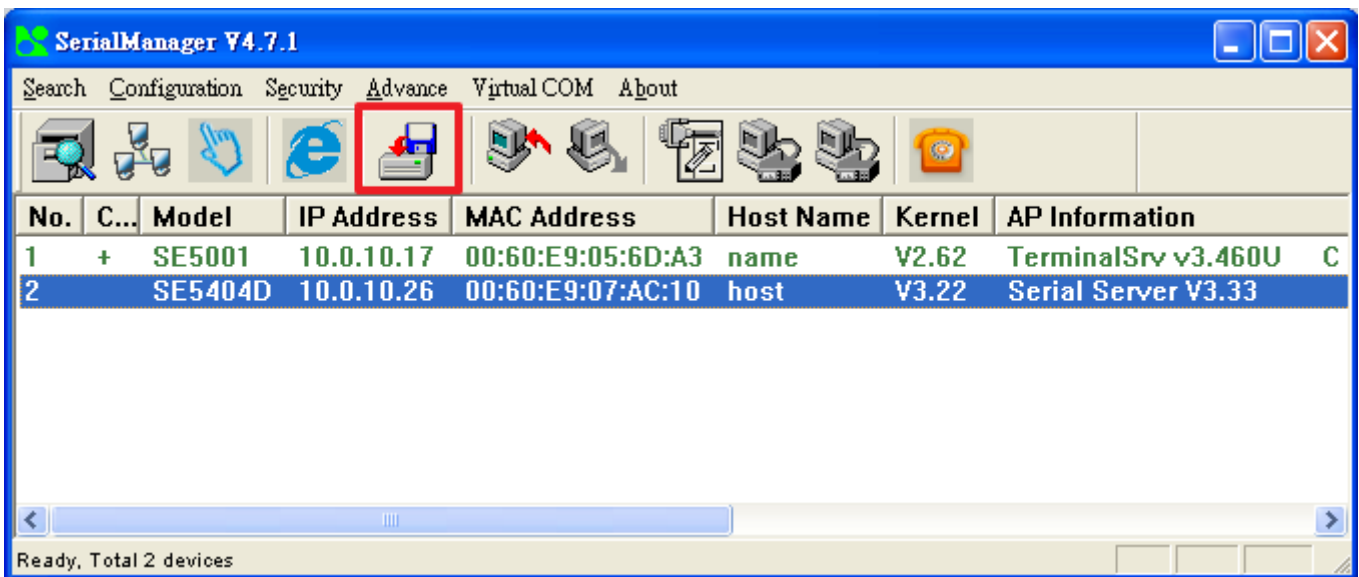 SerialManager V4.7.1
Search Configuration Security Advance Virtual COM About
No. C... Model IP Address MAC Address Host Name Kernel AP Information
1 + SE5001 10.0.10.17 00:60:E9:05:6D:A3 name V2.62 TerminalSrv v3.460U C
2 SE5404D 10.0.10.26 00:60:E9:07:AC:10 host V3.22 Serial Server V3.33
Ready, Total 2 devices